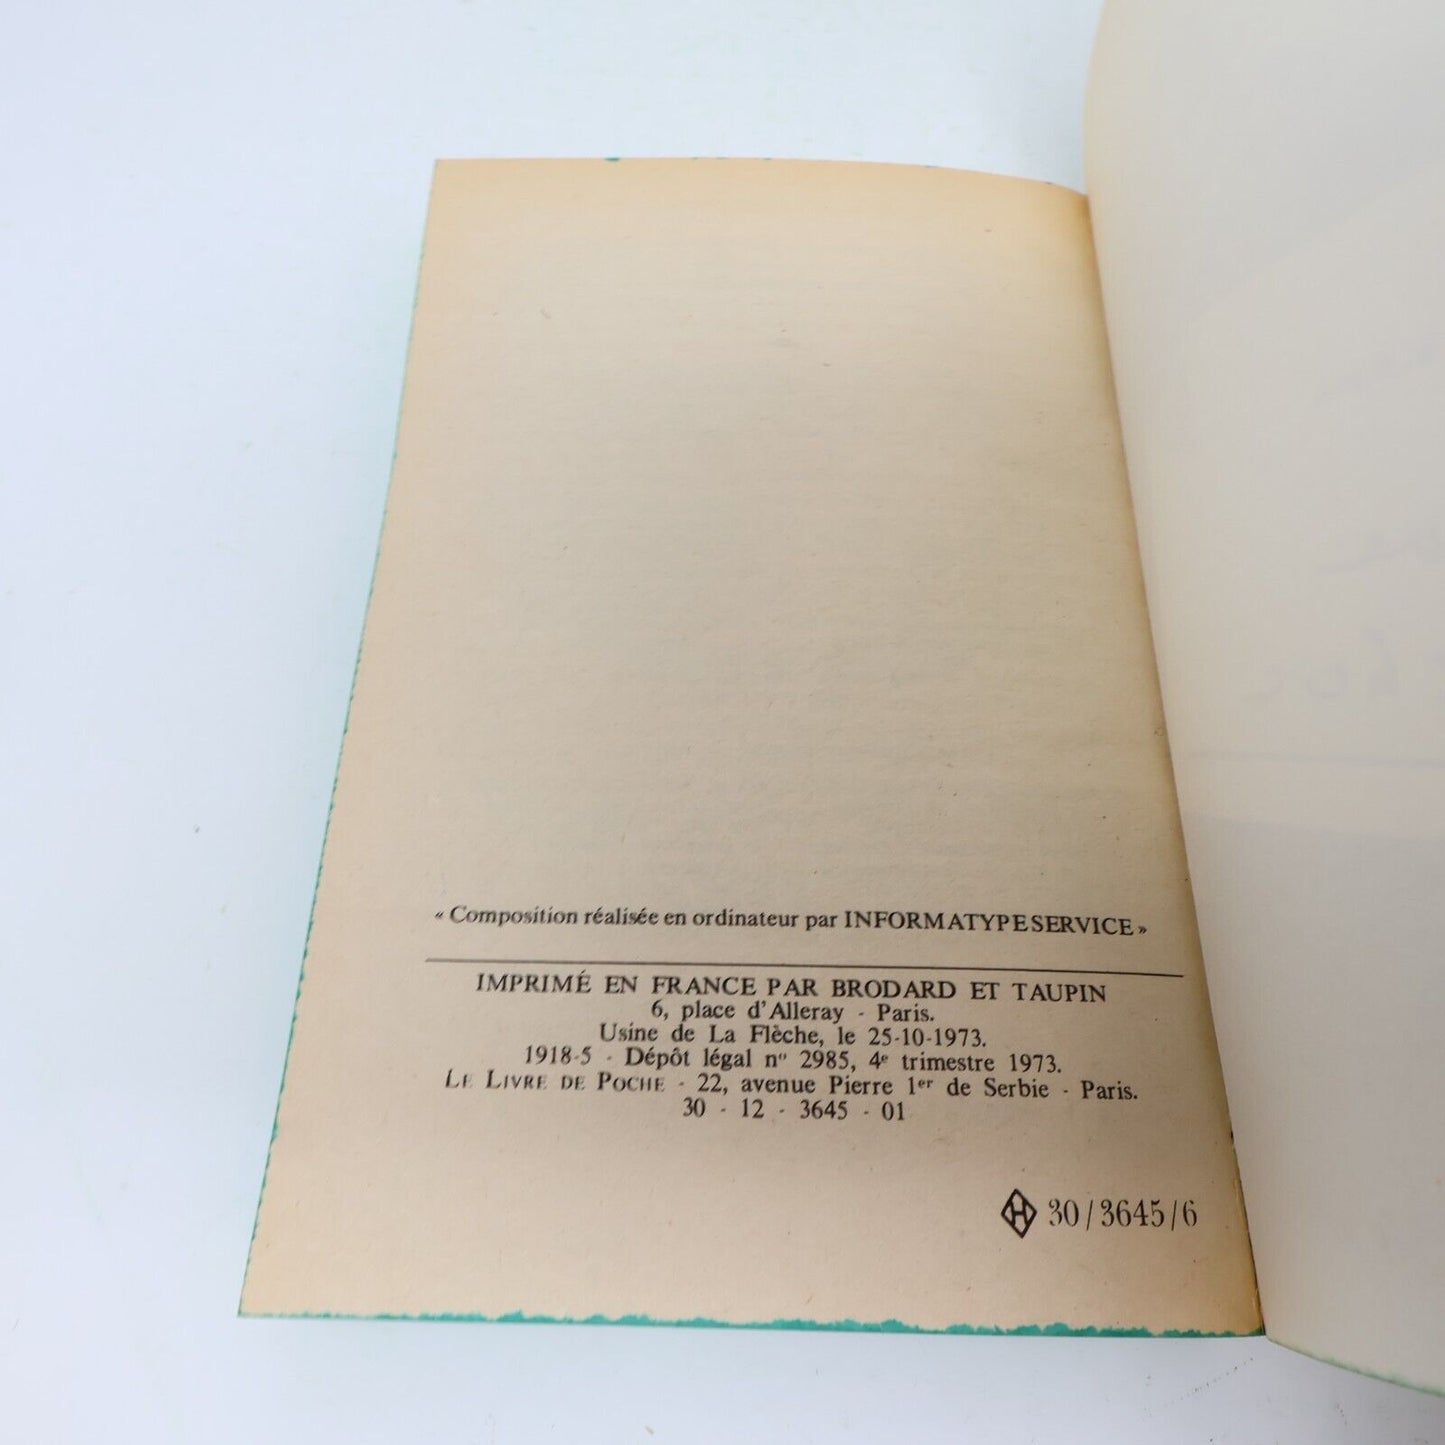 « Composition réalisée en ordinateur par INFORMATYPE SERVICE »
IMPRIMÉ EN FRANCE PAR BRODARD ET TAUPIN
6, place d'Alleray - Paris.
Usine de La Flèche, le 25-10-1973.
1918-5 - Dépôt légal nº 2985, 4e trimestre 1973.
LE LIVRE DE POCHE - 22, avenue Pierre 1er de Serbie - Paris.
30 - 12 - 3645 - 01
H 30/3645/6